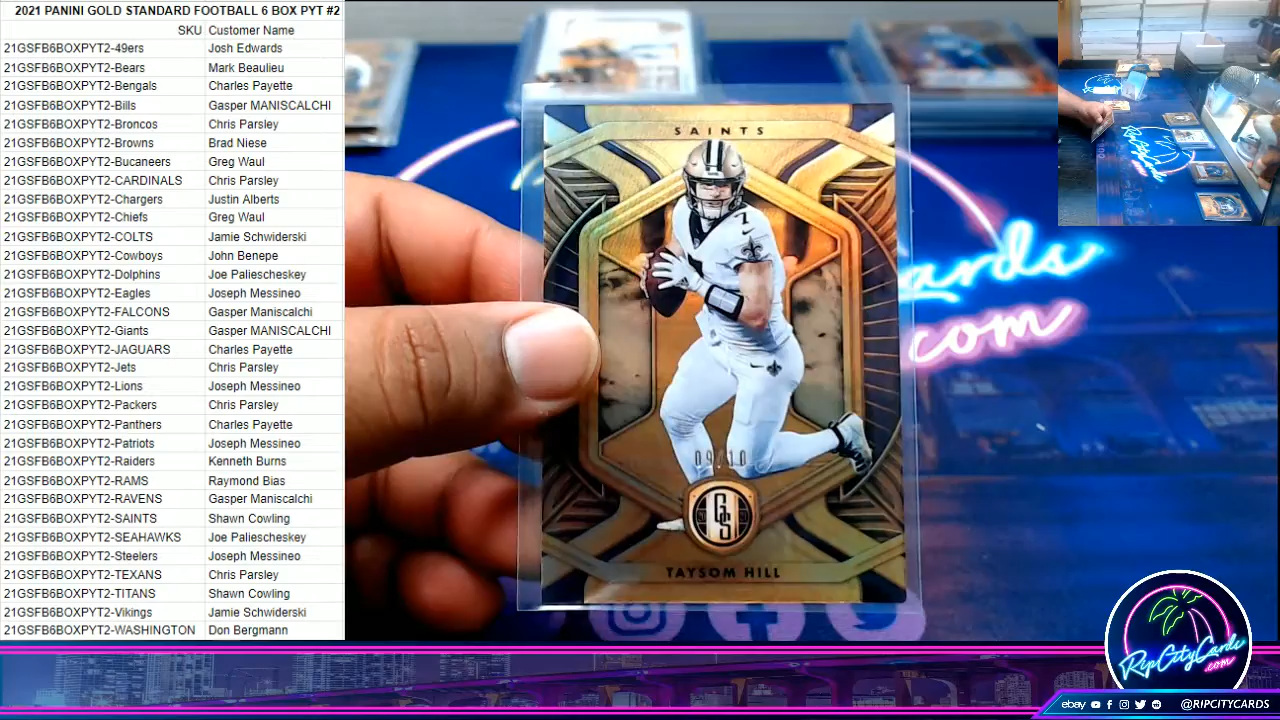 2021 PANINI GOLD STANDARD FOOTBALL 6 BOX PYT #2
SKU Customer Name
21GSFB6BOXPYT2-49ers Josh Edwards
21GSFB6BOXPYT2-Bears Mark Beaulieu
21GSFB6BOXPYT2-Bengals Charles Payette
21GSFB6BOXPYT2-Bills Gasper MANISCALCHI
21GSFB6BOXPYT2-Broncos Chris Parsley
21GSFB6BOXPYT2-Browns Brad Niese
21GSFB6BOXPYT2-Bucaneers Greg Waul
21GSFB6BOXPYT2-CARDINALS Chris Parsley
21GSFB6BOXPYT2-Chargers Justin Alberts
21GSFB6BOXPYT2-Chiefs Greg Waul
21GSFB6BOXPYT2-COLTS Jamie Schwiderski
21GSFB6BOXPYT2-Cowboys John Benepe
21GSFB6BOXPYT2-Dolphins Joe Paliescheskey
21GSFB6BOXPYT2-Eagles Joseph Messineo
21GSFB6BOXPYT2-FALCONS Gasper Maniscalchi
21GSFB6BOXPYT2-Giants Gasper MANISCALCHI
21GSFB6BOXPYT2-JAGUARS Charles Payette
21GSFB6BOXPYT2-Jets Chris Parsley
21GSFB6BOXPYT2-Lions Joseph Messineo
21GSFB6BOXPYT2-Packers Chris Parsley
21GSFB6BOXPYT2-Panthers Charles Payette
21GSFB6BOXPYT2-Patriots Joseph Messineo
21GSFB6BOXPYT2-Raiders Kenneth Burns
21GSFB6BOXPYT2-RAMS Raymond Bias
21GSFB6BOXPYT2-RAVENS Gasper Maniscalchi
21GSFB6BOXPYT2-SAINTS Shawn Cowling
21GSFB6BOXPYT2-SEAHAWKS Joe Paliescheskey
21GSFB6BOXPYT2-Steelers Joseph Messineo
21GSFB6BOXPYT2-TEXANS Chris Parsley
21GSFB6BOXPYT2-TITANS Shawn Cowling
21GSFB6BOXPYT2-Vikings Jamie Schwiderski
21GSFB6BOXPYT2-WASHINGTON Don Bergmann
SAINTS
7
09/10
GS
TAYSOM HILL
ards
.com
RipCityCards
.com
ebay @RIPCITYCARDS